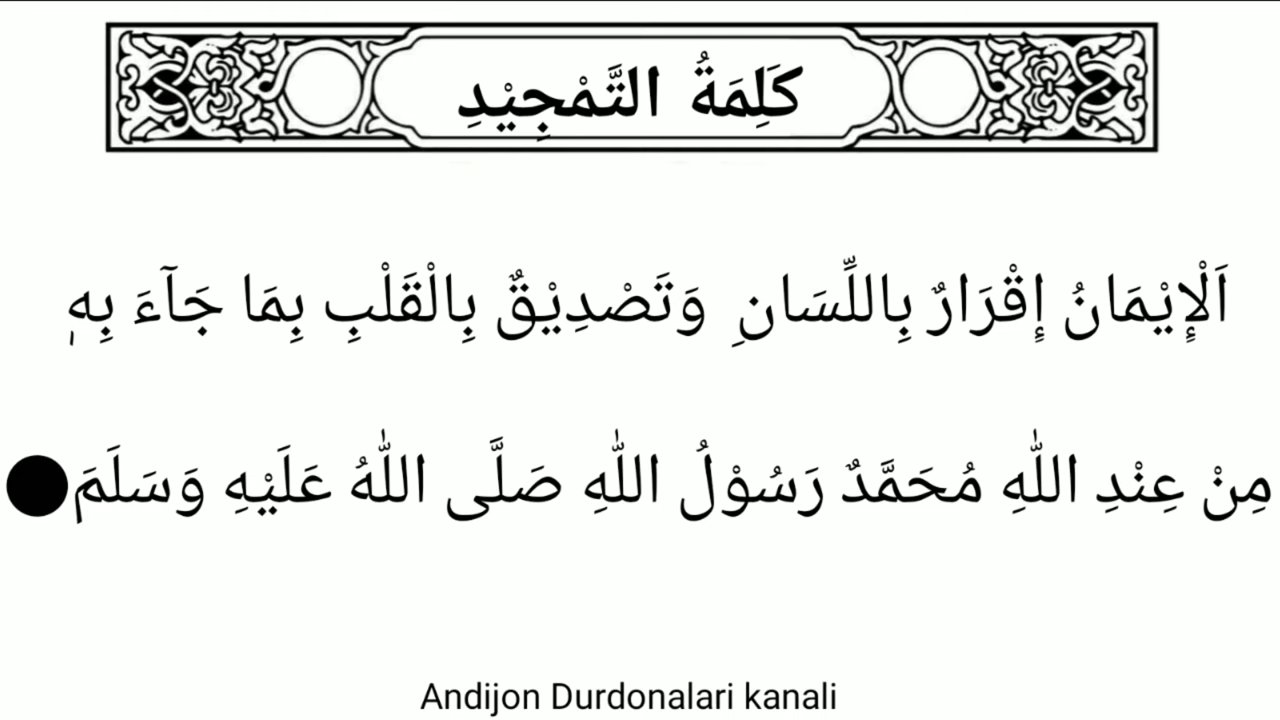 كَلِمَةُ التَّمْجِيْدِ
اَلْإِيْمَانُ إِقْرَارٌ بِاللِّسَانِ وَتَصْدِيْقٌ بِالْقَلْبِ بِمَا جَآءَ بِهٖ
مِنْ عِنْدِ اللّٰهِ مُحَمَّدٌ رَسُوْلُ اللّٰهِ صَلَّى اللّٰهُ عَلَيْهِ وَسَلَمَ
Andijon Durdonalari kanali